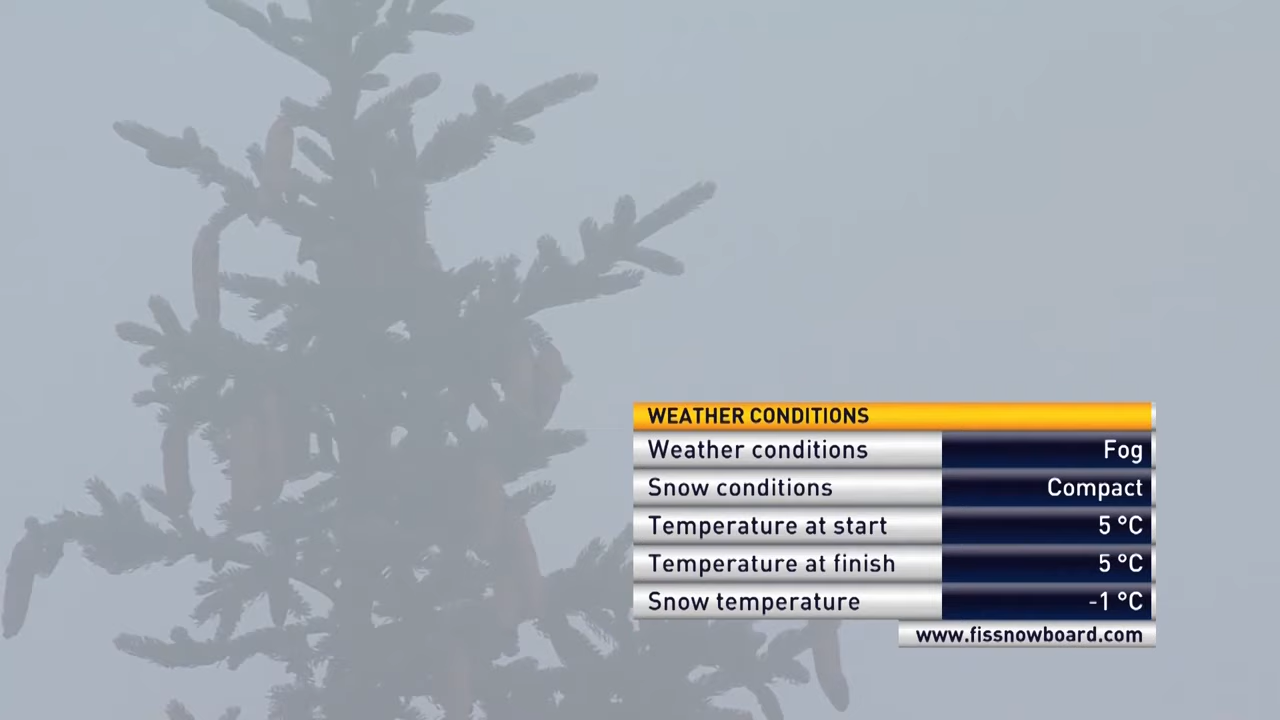 WEATHER CONDITIONS
Weather conditions Fog
Snow conditions Compact
Temperature at start 5 °C
Temperature at finish 5 °C
Snow temperature -1 °C
www.fissnowboard.com